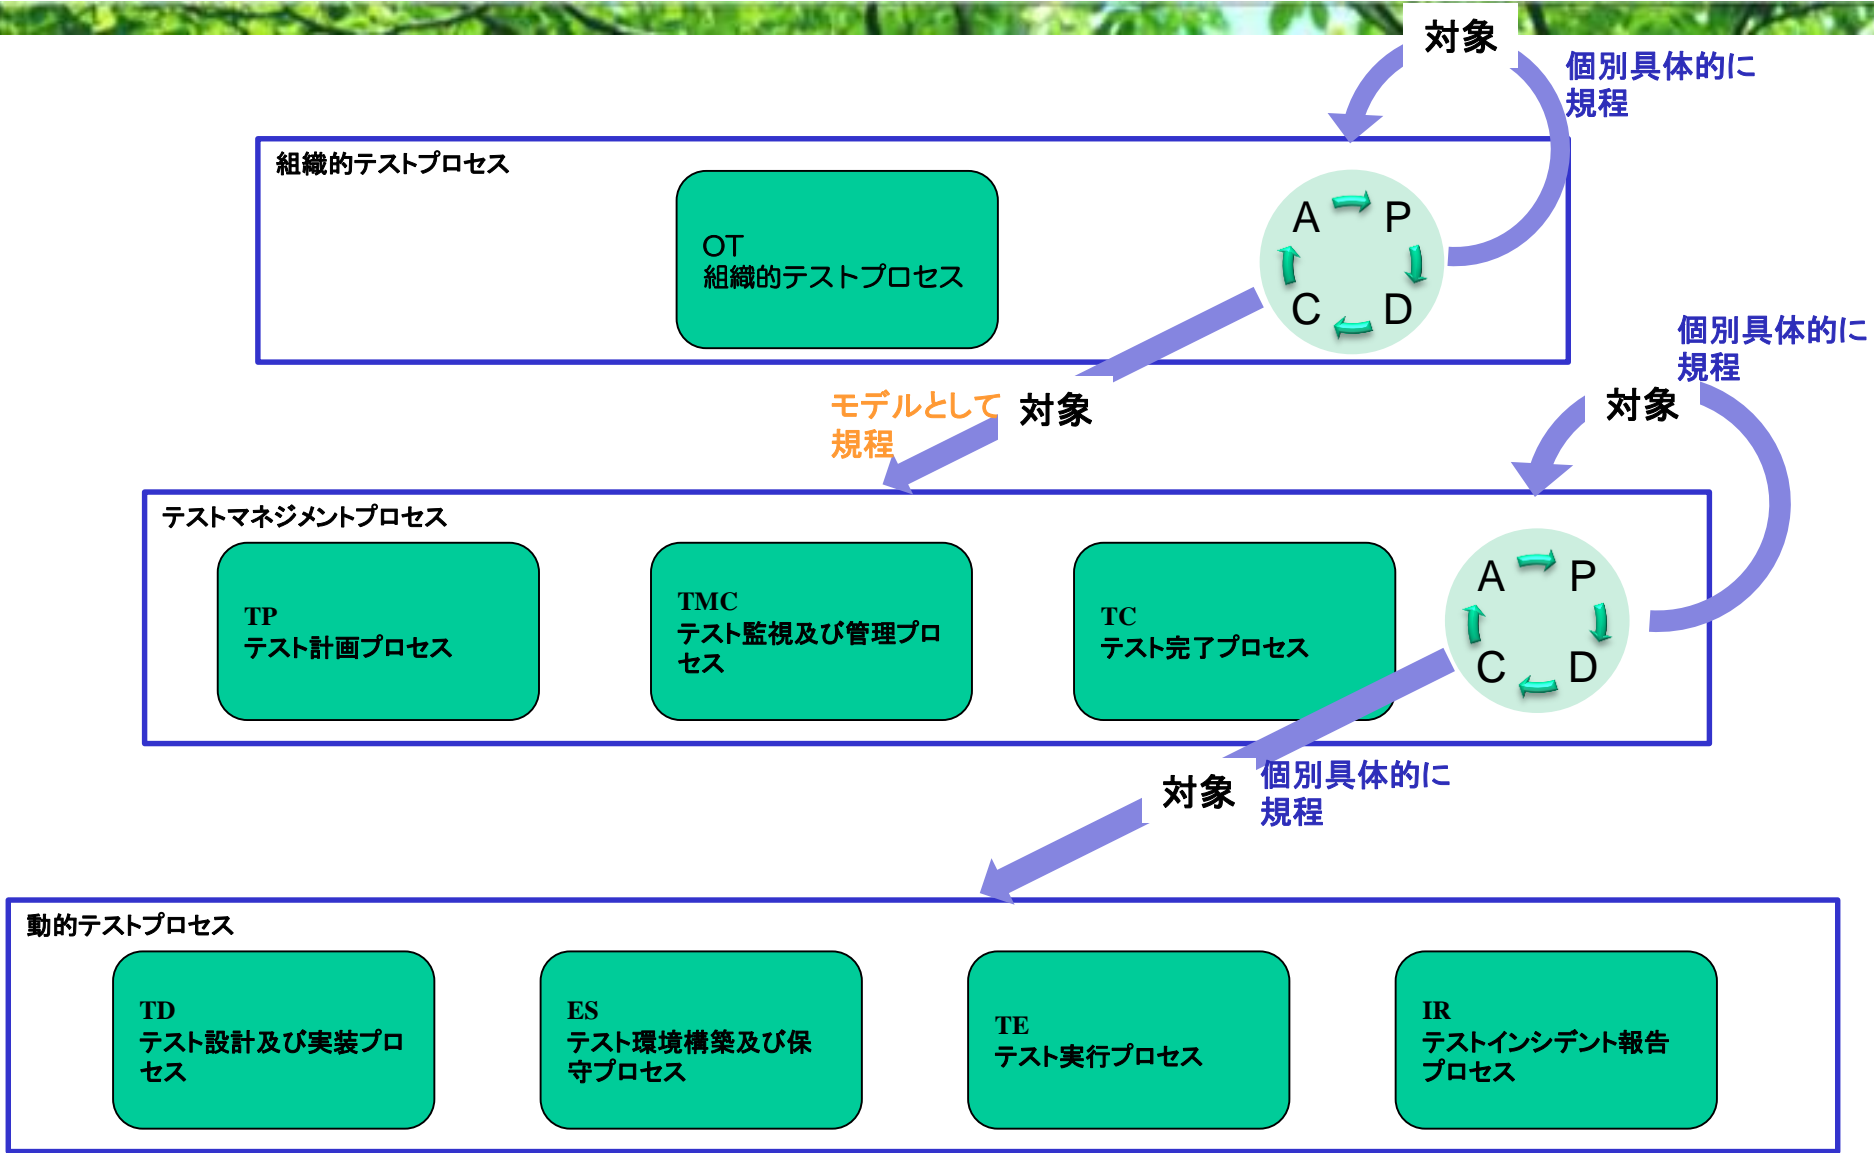 対象
個別具体的に
規程
組織的テストプロセス
OT
組織的テストプロセス
A
P
C
D
個別具体的に
規程
対象
モデルとして
規程
対象
テストマネジメントプロセス
TP
テスト計画プロセス
TMC
テスト監視及び管理プロ
セス
TC
テスト完了プロセス
A
P
C
D
対象
個別具体的に
規程
動的テストプロセス
TD
テスト設計及び実装プロ
セス
ES
テスト環境構築及び保
守プロセス
TE
テスト実行プロセス
IR
テストインシデント報告
プロセス